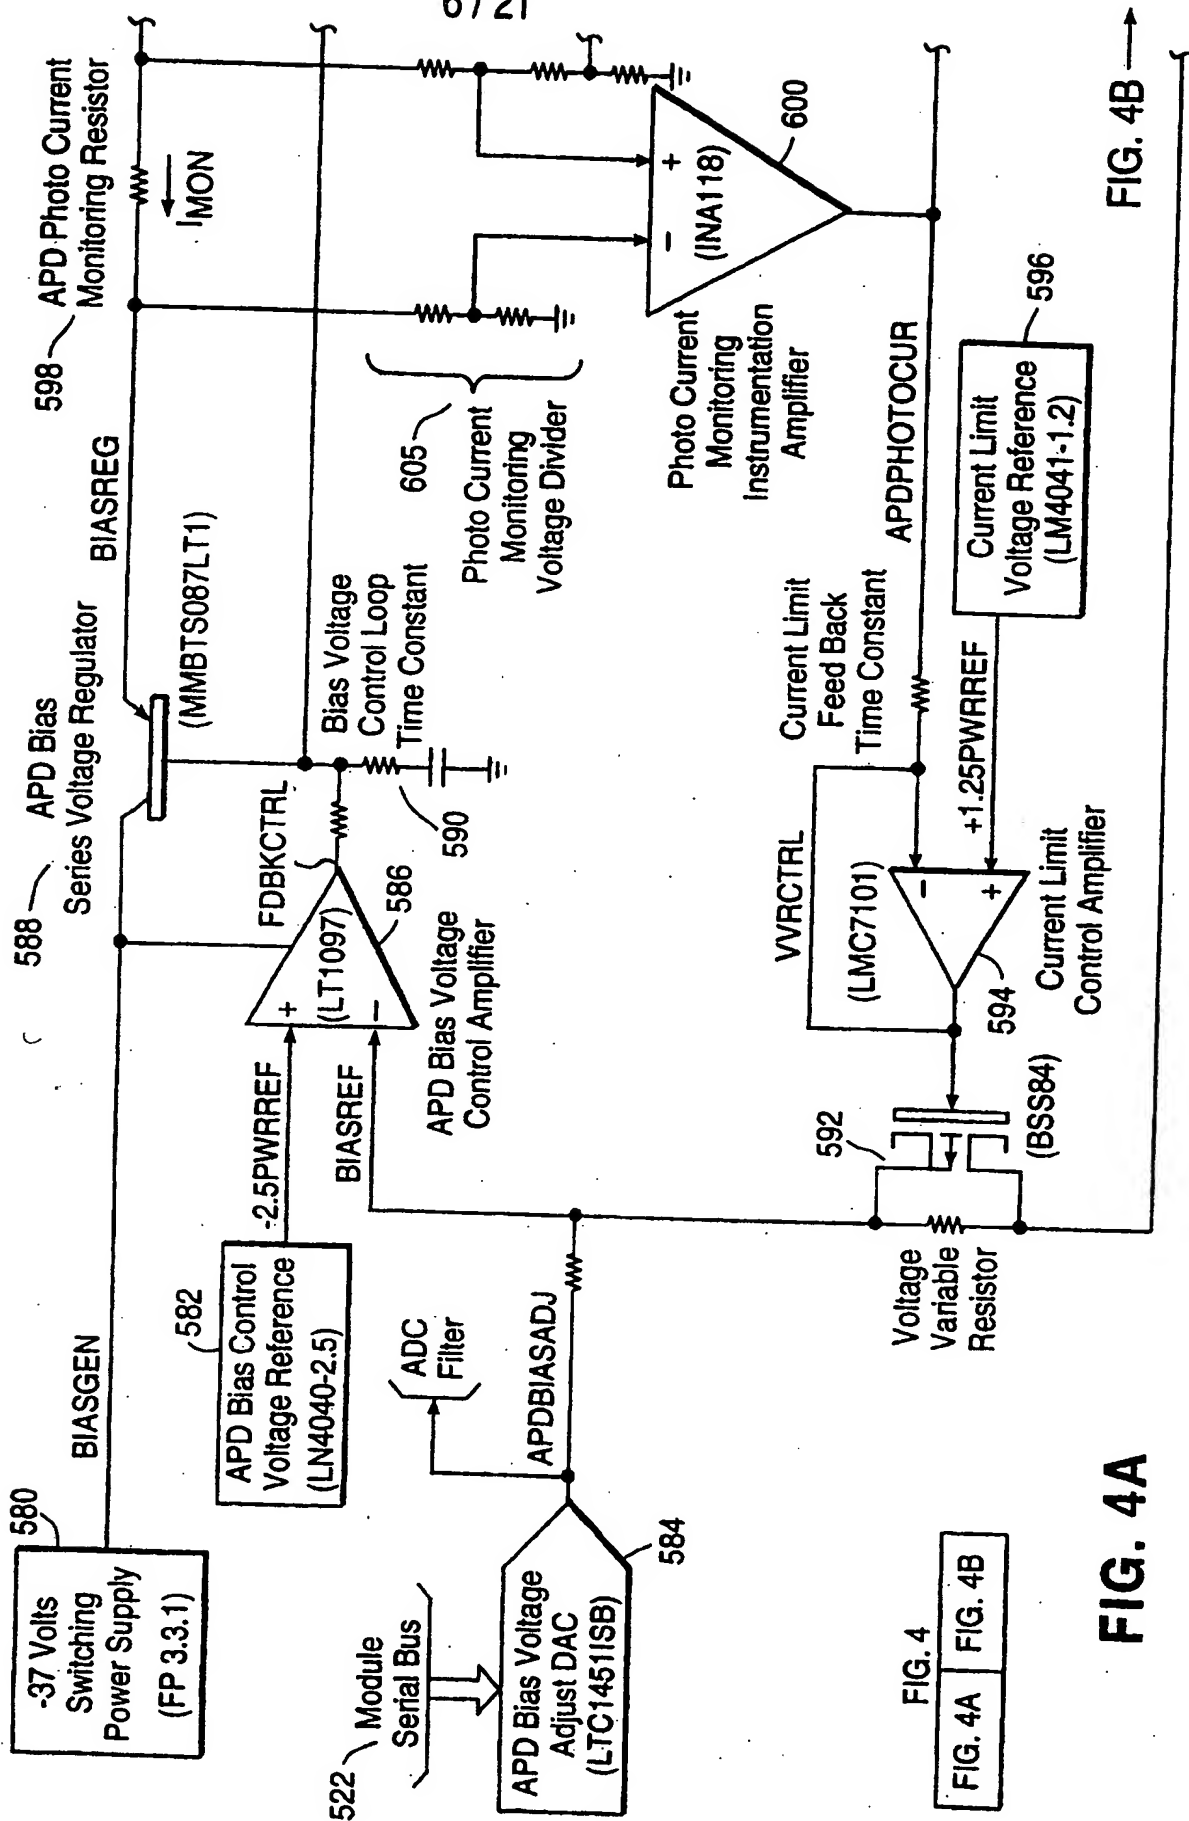 6/21
580
-37 Volts
Switching
Power Supply
(FP 3.3.1)
BIASGEN
588
APD Bias
Series Voltage Regulator
(MMBTS087LT1)
BIASREG
598
APD Photo Current
Monitoring Resistor
IMON
582
APD Bias Control
Voltage Reference
(LN4040-2.5)
-2.5PWRREF
BIASREF
+
−
(LT1097)
586
APD Bias Voltage
Control Amplifier
FDBKCTRL
590
Bias Voltage
Control Loop
Time Constant
605
Photo Current
Monitoring
Voltage Divider
−
+
(INA118)
600
Photo Current
Monitoring
Instrumentation
Amplifier
522
Module
Serial Bus
APD Bias Voltage
Adjust DAC
(LTC1451ISB)
584
ADC
Filter
APDBIASADJ
Voltage
Variable
Resistor
592
(BSS84)
VVRCTRL
(LMC7101)
−
+
594
Current Limit
Control Amplifier
Current Limit
Feed Back
Time Constant
APDPHOTOCUR
+1.25PWRREF
596
Current Limit
Voltage Reference
(LM4041-1.2)
FIG. 4
FIG. 4A
FIG. 4B
FIG. 4A
FIG. 4B